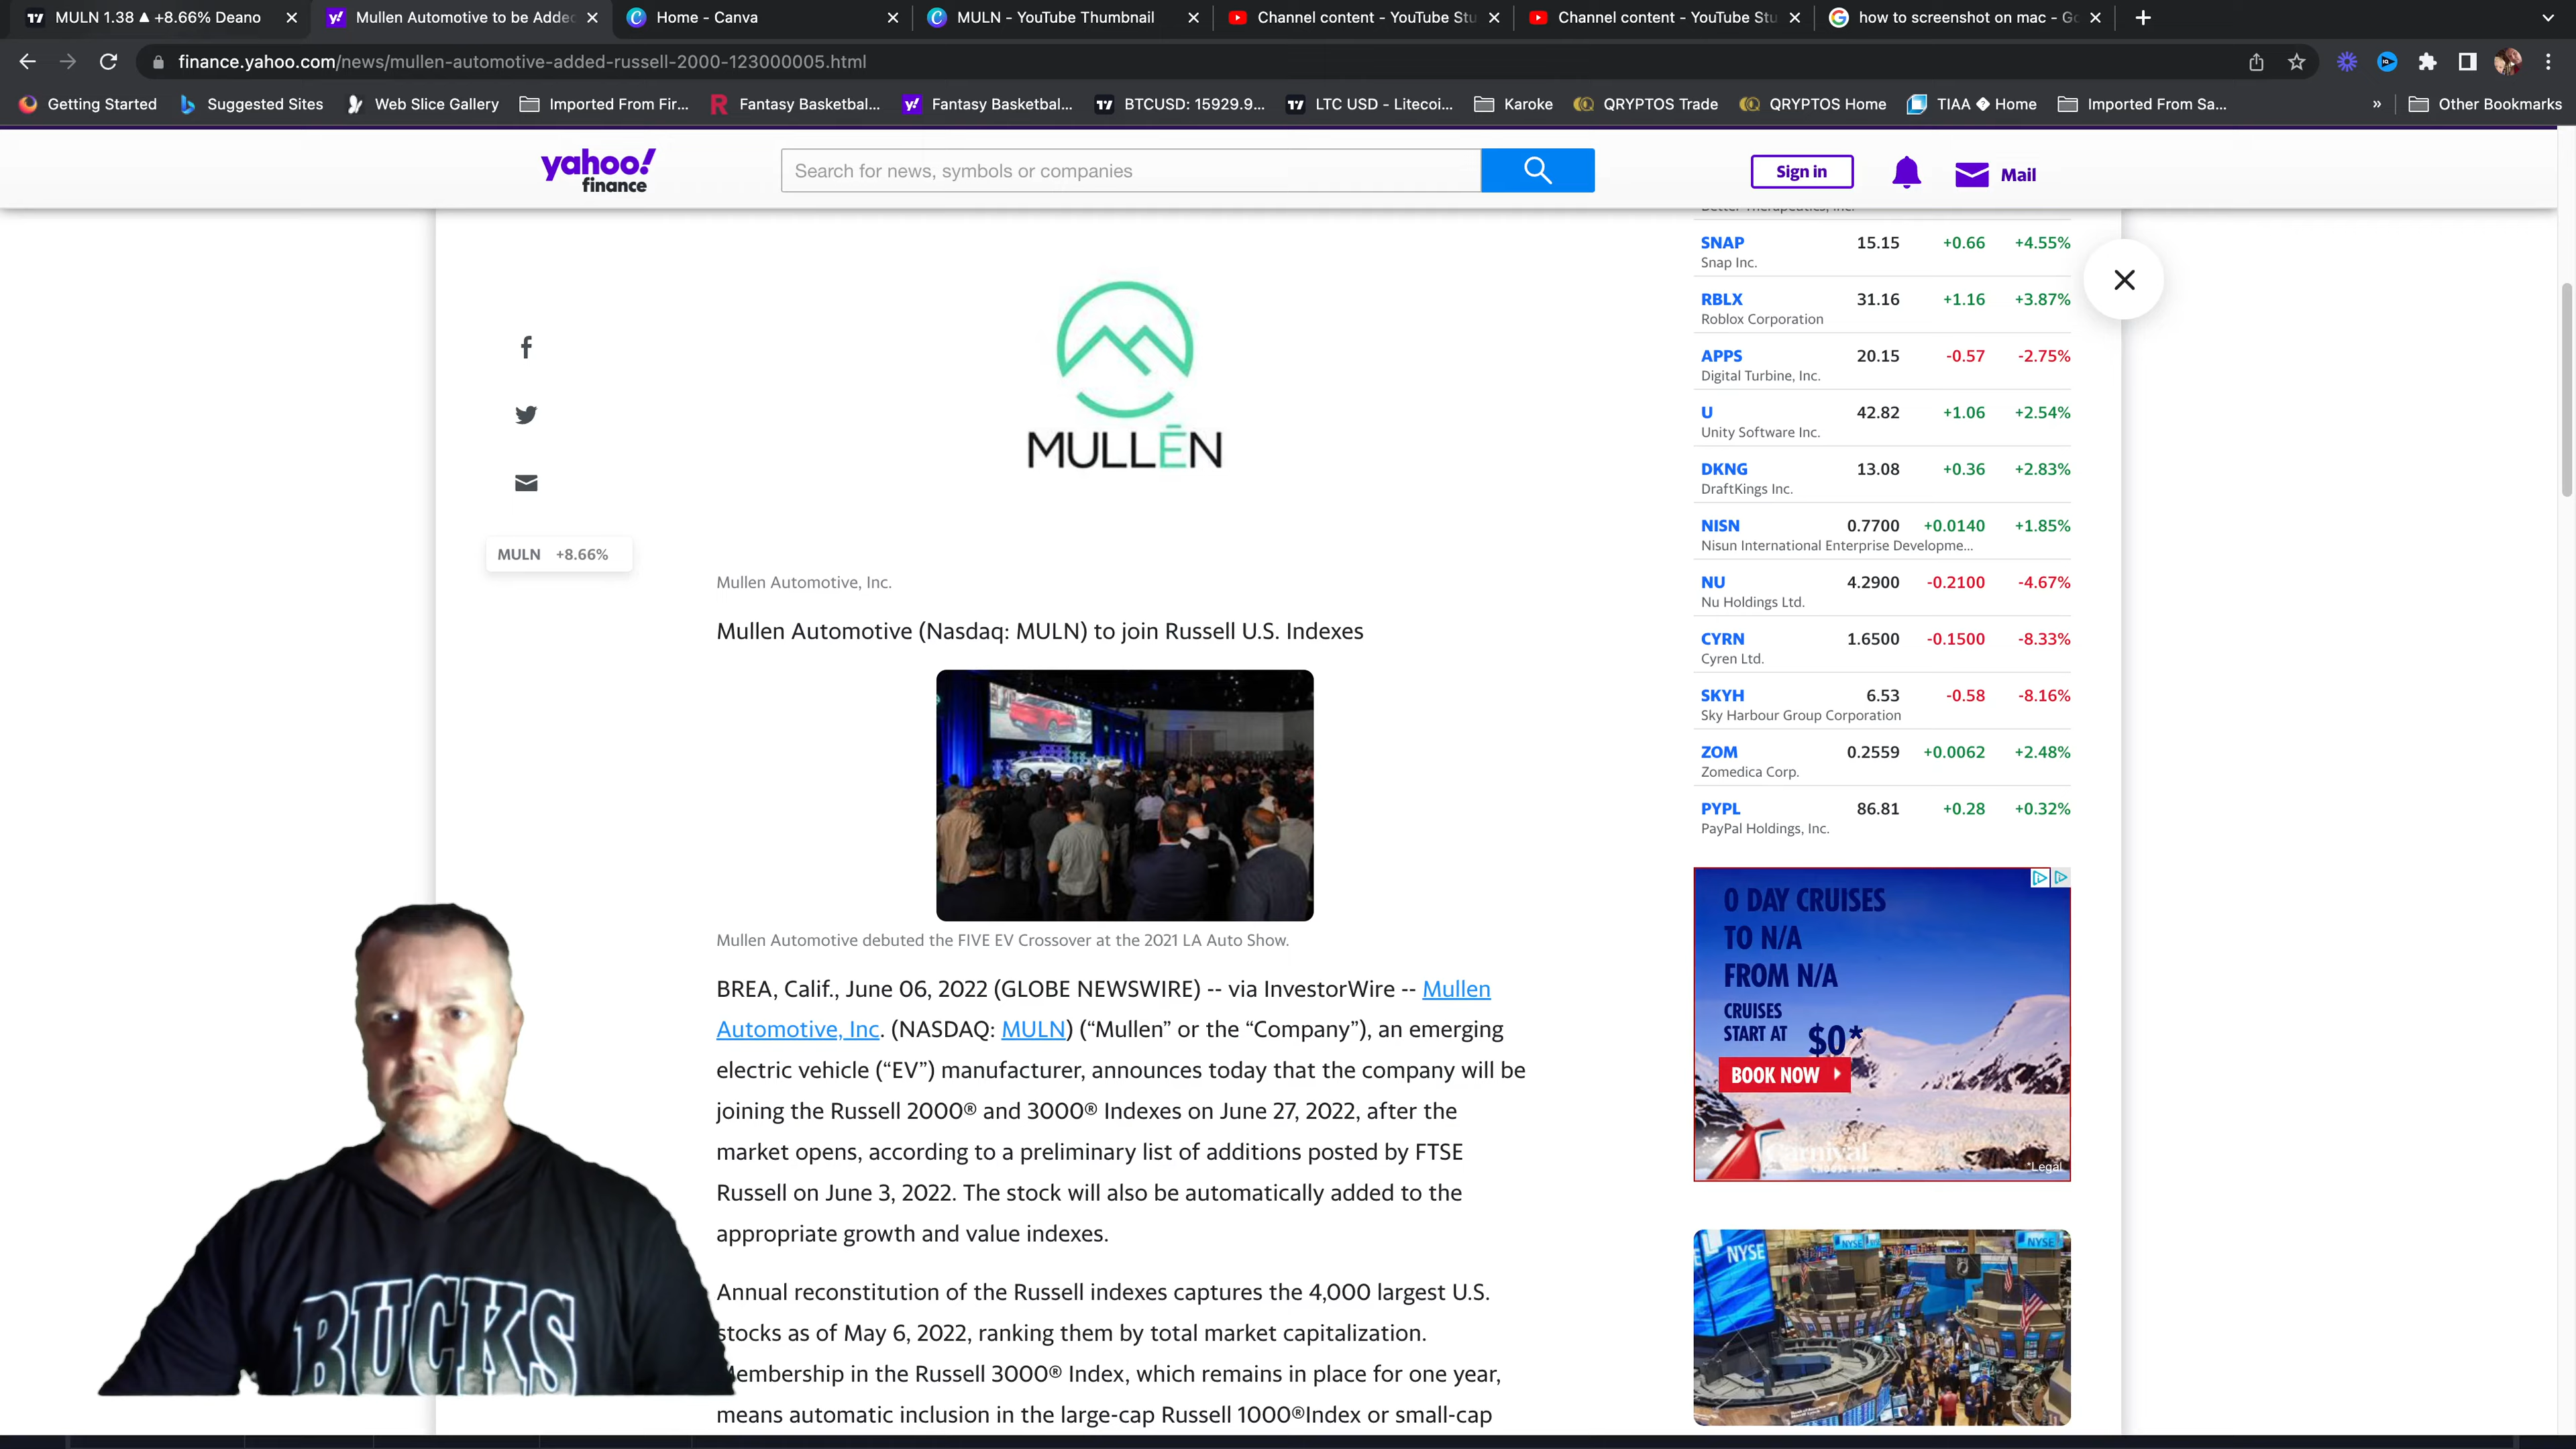 MULN 1.38 ▲ +8.66% Deano
Mullen Automotive to be Added
Home - Canva
MULN - YouTube Thumbnail
Channel content - YouTube Stu
Channel content - YouTube Stu
how to screenshot on mac - Go
finance.yahoo.com/news/mullen-automotive-added-russell-2000-123000005.html
Getting Started
Suggested Sites
Web Slice Gallery
Imported From Fir...
Fantasy Basketbal...
Fantasy Basketbal...
BTCUSD: 15929.9...
LTC USD - Litecoi...
Karoke
QRYPTOS Trade
QRYPTOS Home
TIAA � Home
Imported From Sa...
»
Other Bookmarks
yahoo!
finance
Search for news, symbols or companies
Sign in
Mail
MULLĒN
MULN +8.66%
Mullen Automotive, Inc.
Mullen Automotive (Nasdaq: MULN) to join Russell U.S. Indexes
Mullen Automotive debuted the FIVE EV Crossover at the 2021 LA Auto Show.
BREA, Calif., June 06, 2022 (GLOBE NEWSWIRE) -- via InvestorWire -- Mullen
Automotive, Inc. (NASDAQ: MULN) (“Mullen” or the “Company”), an emerging
electric vehicle (“EV”) manufacturer, announces today that the company will be
joining the Russell 2000® and 3000® Indexes on June 27, 2022, after the
market opens, according to a preliminary list of additions posted by FTSE
Russell on June 3, 2022. The stock will also be automatically added to the
appropriate growth and value indexes.
Annual reconstitution of the Russell indexes captures the 4,000 largest U.S.
stocks as of May 6, 2022, ranking them by total market capitalization.
Membership in the Russell 3000® Index, which remains in place for one year,
means automatic inclusion in the large-cap Russell 1000®Index or small-cap
BUCKS
Better Therapeutics, Inc.
SNAP 15.15 +0.66 +4.55%
Snap Inc.
RBLX 31.16 +1.16 +3.87%
Roblox Corporation
APPS 20.15 -0.57 -2.75%
Digital Turbine, Inc.
U 42.82 +1.06 +2.54%
Unity Software Inc.
DKNG 13.08 +0.36 +2.83%
DraftKings Inc.
NISN 0.7700 +0.0140 +1.85%
Nisun International Enterprise Developme...
NU 4.2900 -0.2100 -4.67%
Nu Holdings Ltd.
CYRN 1.6500 -0.1500 -8.33%
Cyren Ltd.
SKYH 6.53 -0.58 -8.16%
Sky Harbour Group Corporation
ZOM 0.2559 +0.0062 +2.48%
Zomedica Corp.
PYPL 86.81 +0.28 +0.32%
PayPal Holdings, Inc.
0 DAY CRUISES
TO N/A
FROM N/A
CRUISES
START AT $0*
BOOK NOW
Carnival
*Legal
NYSE
NYSE
NYSE